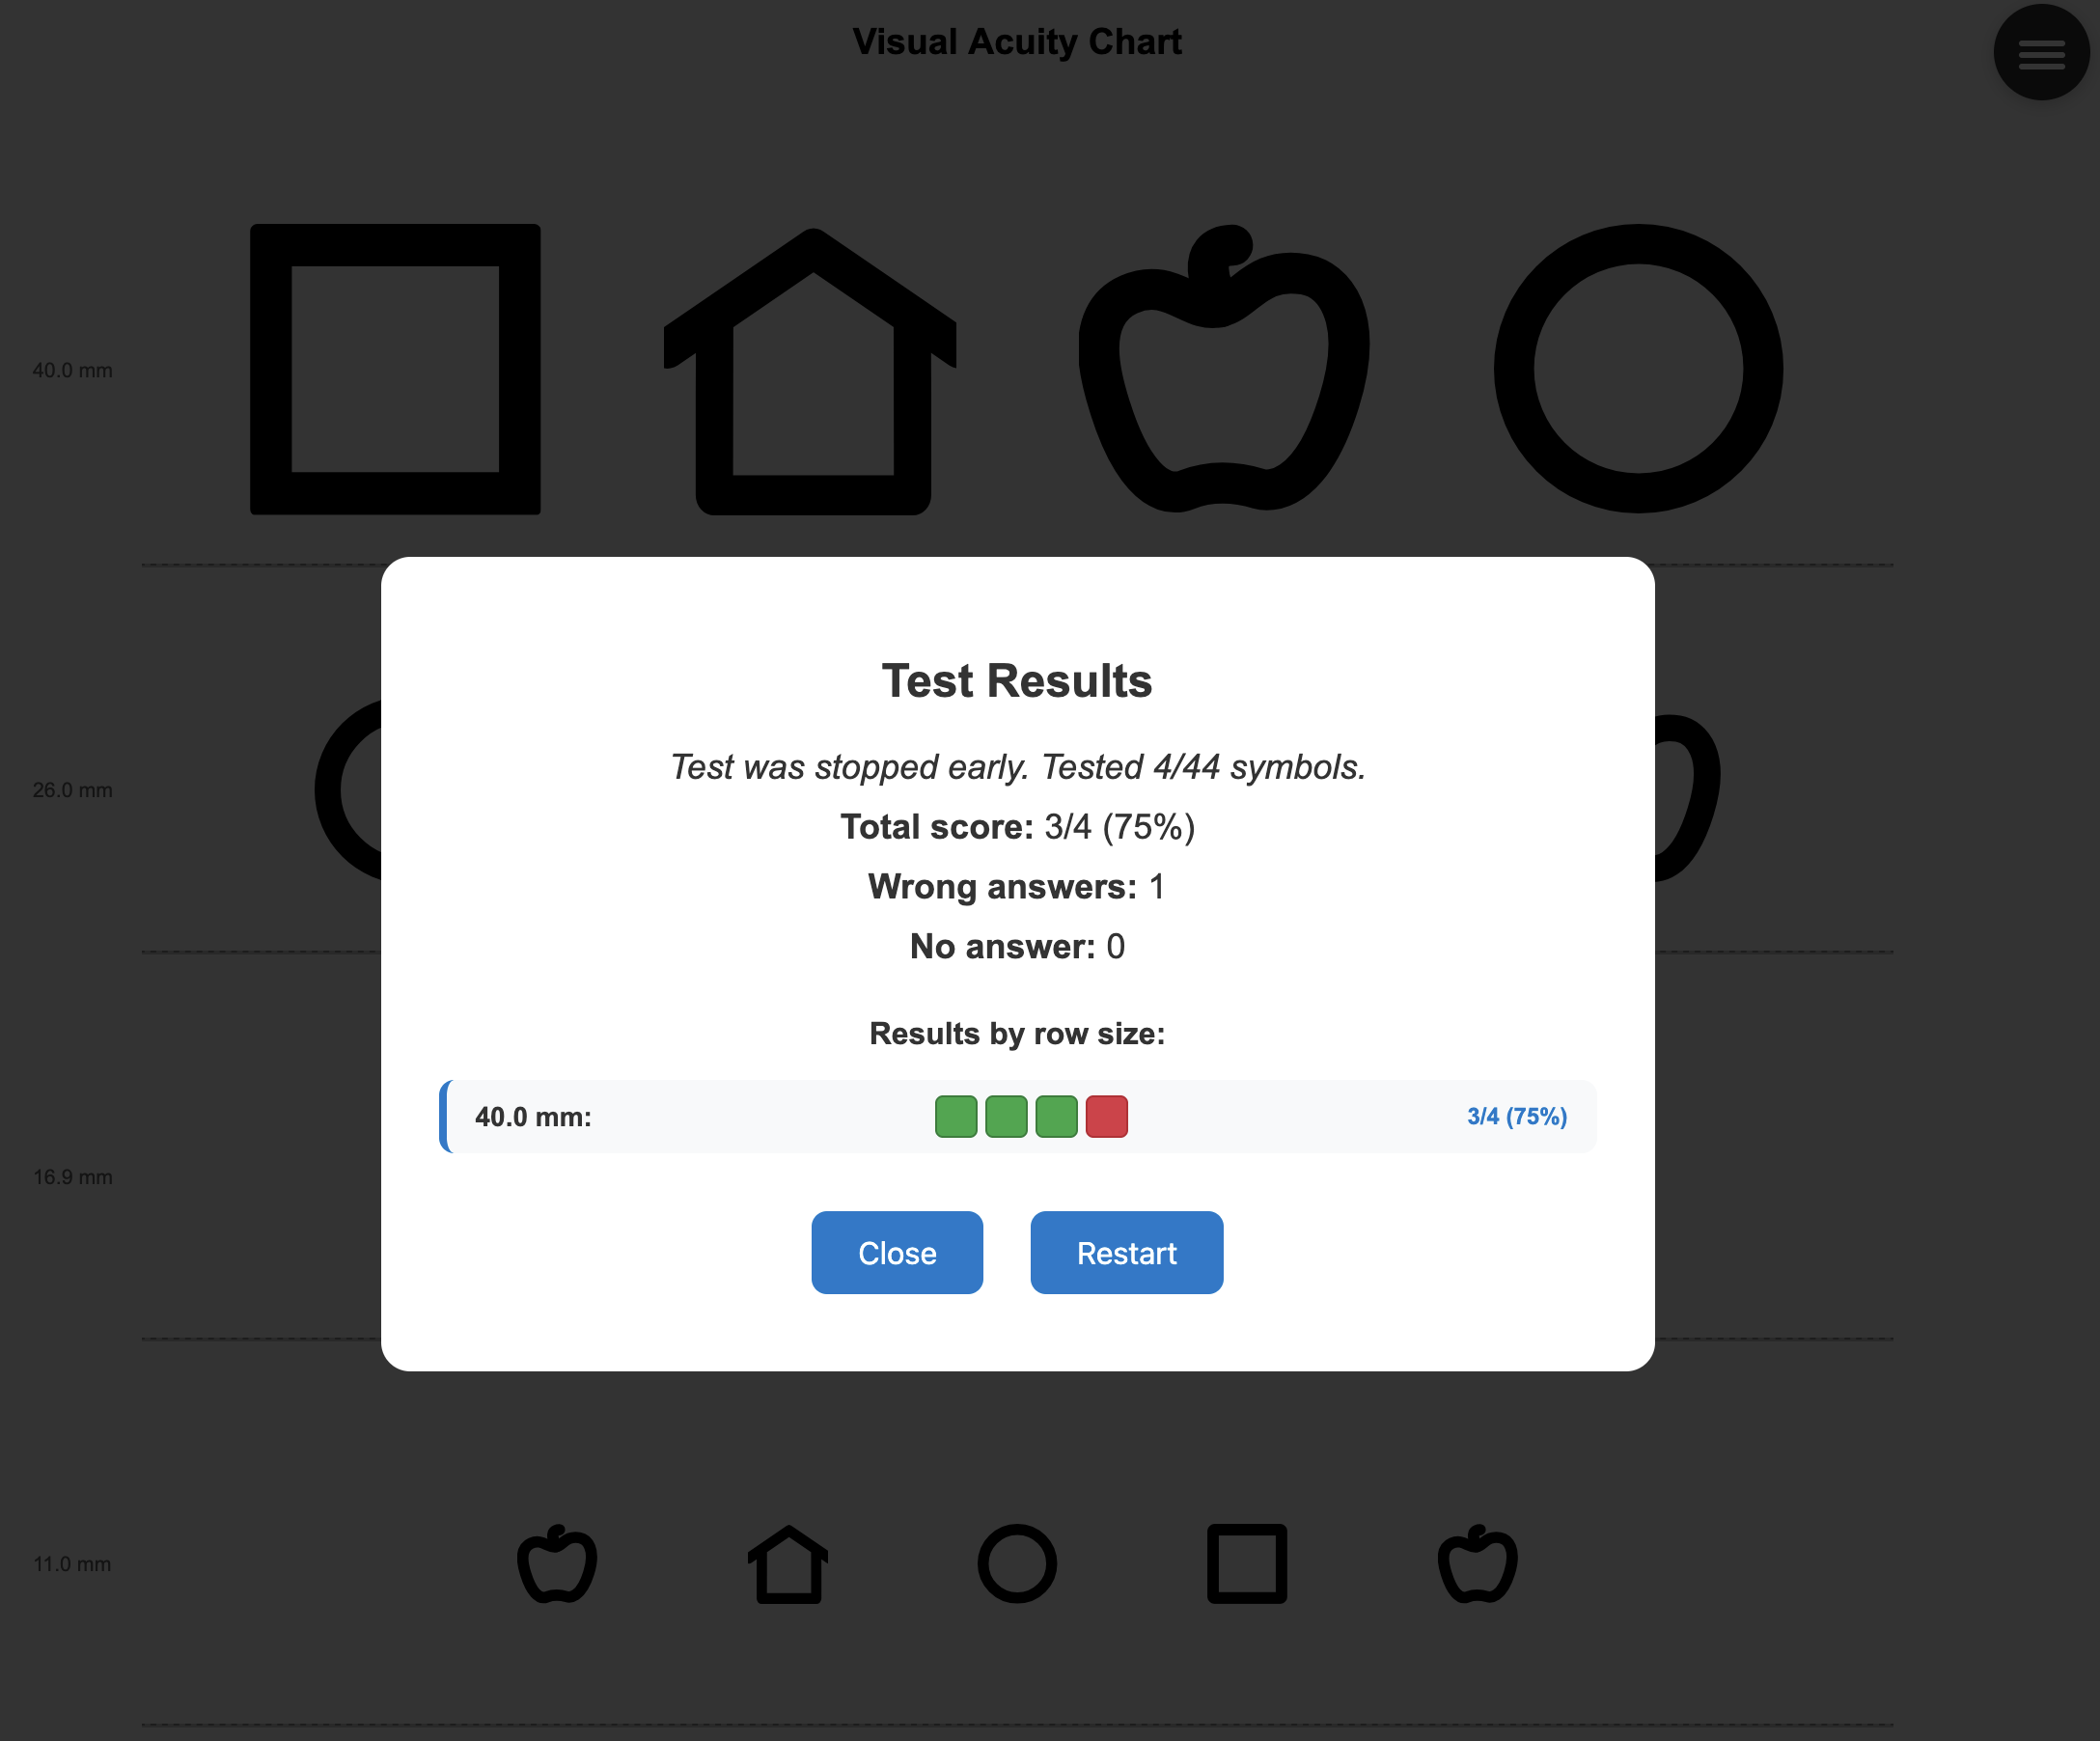 Visual Acuity Chart
40.0 mm
Test Results
Test was stopped early. Tested 4/44 symbols.
26.0 mm
Total score: 3/4 (75%)
Wrong answers: 1
No answer: 0
Results by row size:
40.0 mm: 3/4 (75%)
16.9 mm
Close Restart
11.0 mm